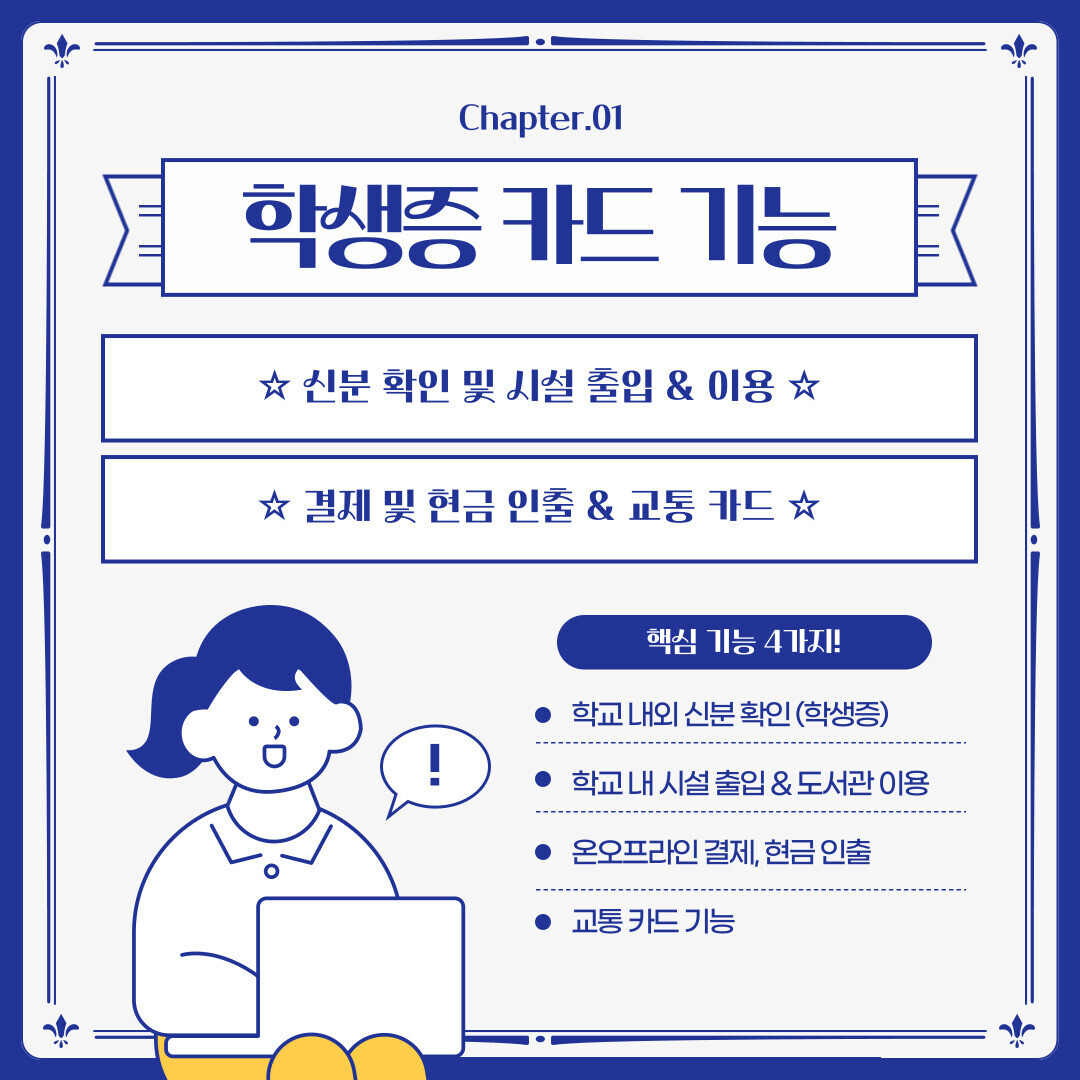 Chapter.01
학생증 카드 기능
☆ 신분 확인 및 시설 출입 & 이용 ☆
☆ 결제 및 현금 인출 & 교통 카드 ☆
핵심 기능 4가지!
학교 내외 신분 확인 (학생증)
학교 내 시설 출입 & 도서관 이용
!
온오프라인 결제, 현금 인출
교통 카드 기능